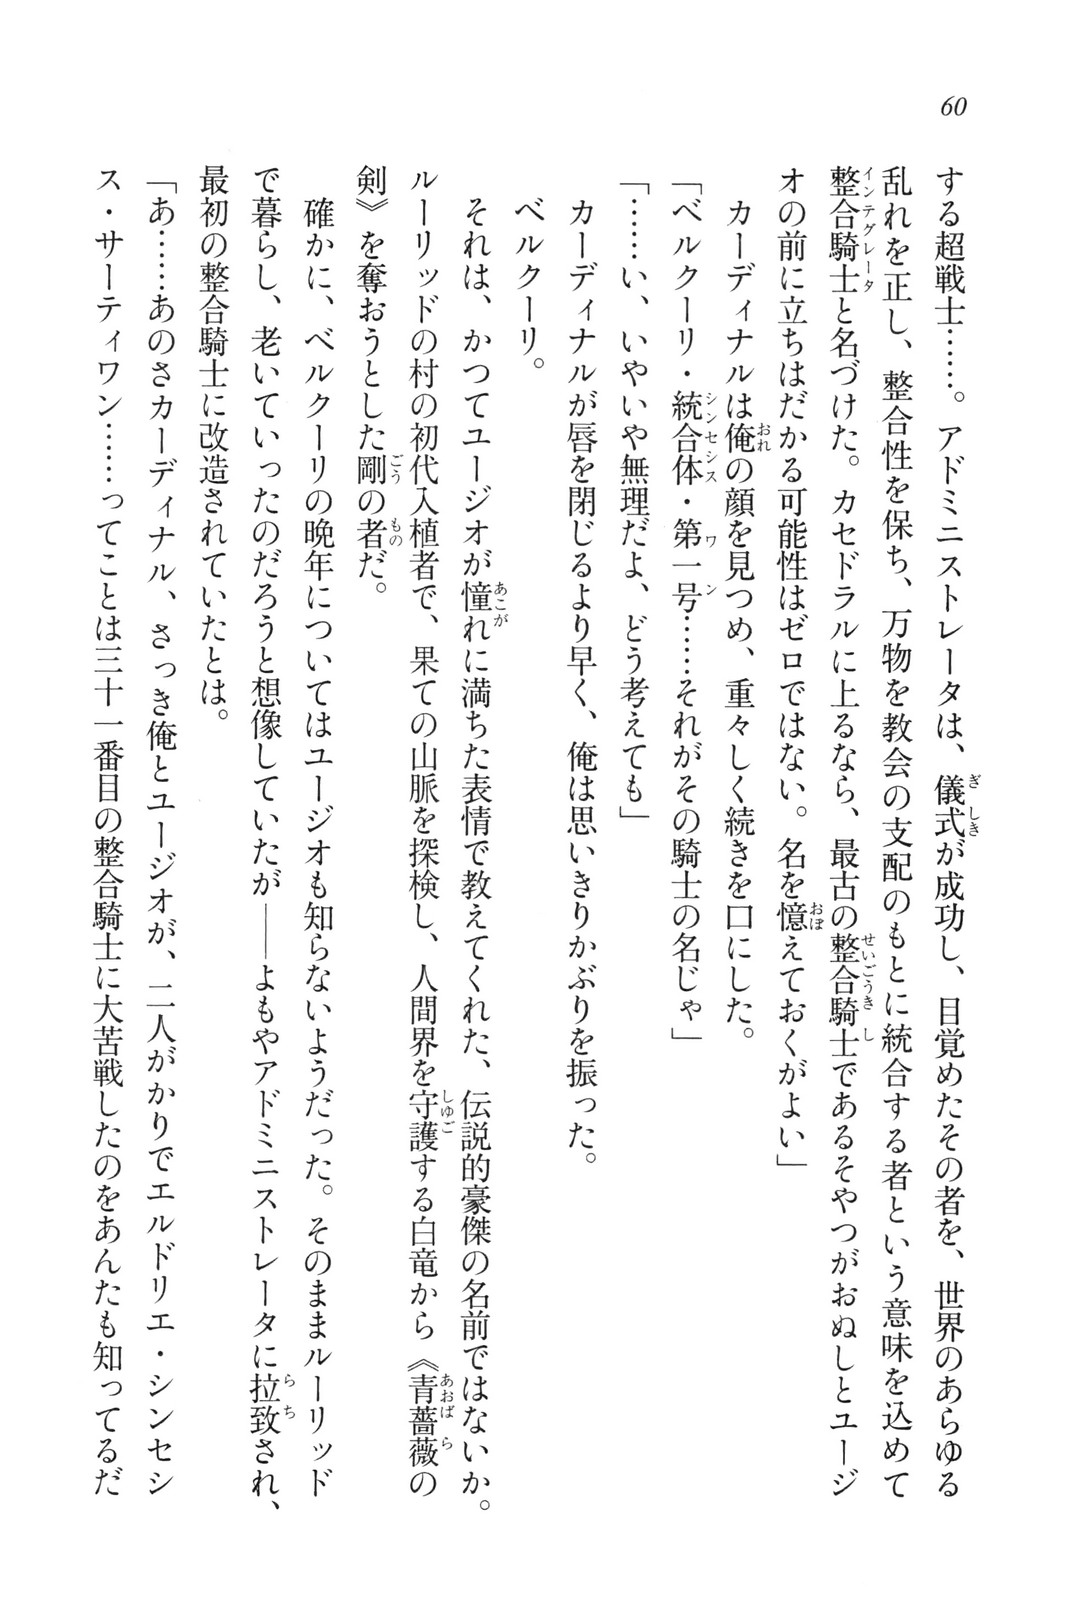 60
する超戦士……。アドミニストレータは、儀式が成功し、目覚めたその者を、世界のあらゆる
乱れを正し、整合性を保ち、万物を教会の支配のもとに統合する者という意味を込めて
整合騎士と名づけた。カセドラルに上るなら、最古の整合騎士であるそやつがおぬしとユージ
オの前に立ちはだかる可能性はゼロではない。名を憶えておくがよい」
　カーディナルは俺の顔を見つめ、重々しく続きを口にした。
「ベルクーリ・統合体・第一号……それがその騎士の名じゃ」
「……い、いやいや無理だよ、どう考えても」
　カーディナルが唇を閉じるより早く、俺は思いきりかぶりを振った。
　ベルクーリ。
　それは、かつてユージオが憧れに満ちた表情で教えてくれた、伝説的豪傑の名前ではないか。
ルーリッドの村の初代入植者で、果ての山脈を探検し、人間界を守護する白竜から《青薔薇の
剣》を奪おうとした剛の者だ。
　確かに、ベルクーリの晩年についてはユージオも知らないようだった。そのままルーリッド
で暮らし、老いていったのだろうと想像していたが――よもやアドミニストレータに拉致され、
最初の整合騎士に改造されていたとは。
「あ……あのさカーディナル、さっき俺とユージオが、二人がかりでエルドリエ・シンセシ
ス・サーティワン……ってことは三十一番目の整合騎士に大苦戦したのをあんたも知ってるだ